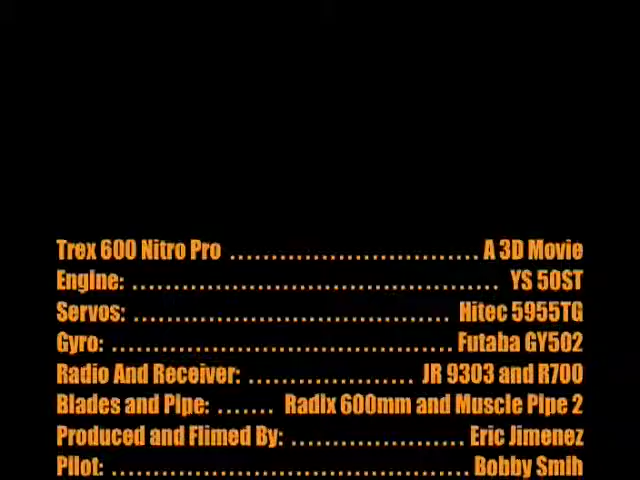 Trex 600 Nitro Pro ............................. A 3D Movie
Engine: ........................................... YS 50ST
Servos: ..................................... Hitec 5955TG
Gyro: ........................................ Futaba GY502
Radio And Receiver: .................... JR 9303 and R700
Blades and Pipe: ....... Radix 600mm and Muscle Pipe 2
Produced and Flimed By: ..................... Eric Jimenez
Pilot: .......................................... Bobby Smih